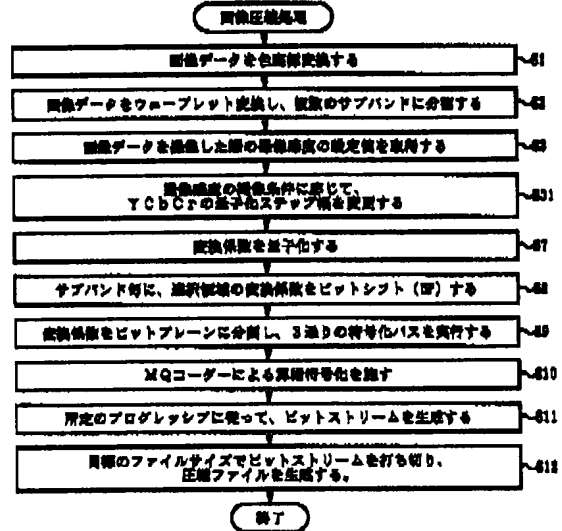 画像圧縮処理
画像データを色座標変換する
S1
画像データをウェーブレット変換し、複数のサブバンドに分割する
S2
画像データを撮像した際の撮像感度の設定値を取得する
S3
撮像感度の撮像条件に応じて、
YCbCrの量子化ステップ幅を変更する
S31
変換係数を量子化する
S7
サブバンド毎に、選択領域の変換係数をビットシフト
する
S8
変換係数をビットプレーンに分割し、3通りの符号化パスを実行する
S9
MQコーダーによる算術符号化を施す
S10
所定のプログレッシブに従って、ビットストリームを生成する
S11
目標のファイルサイズでビットストリームを打ち切り、
圧縮ファイルを生成する。
S12
終了